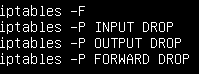 iptables -F
iptables -P INPUT DROP
iptables -P OUTPUT DROP
iptables -P FORWARD DROP